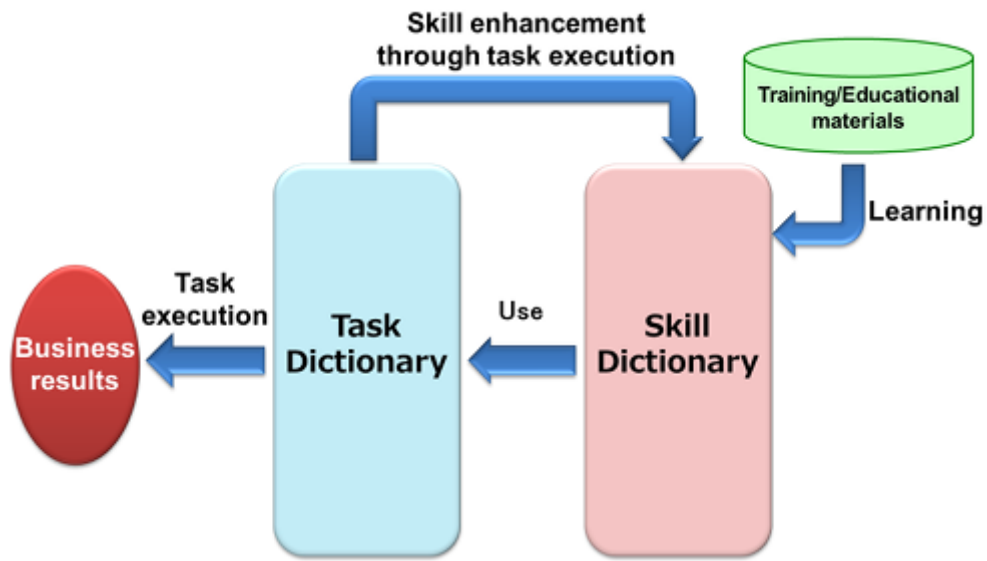 Skill enhancement
through task execution
Training/Educational
materials
Learning
Task
execution
Use
Business
results
Task
Dictionary
Skill
Dictionary